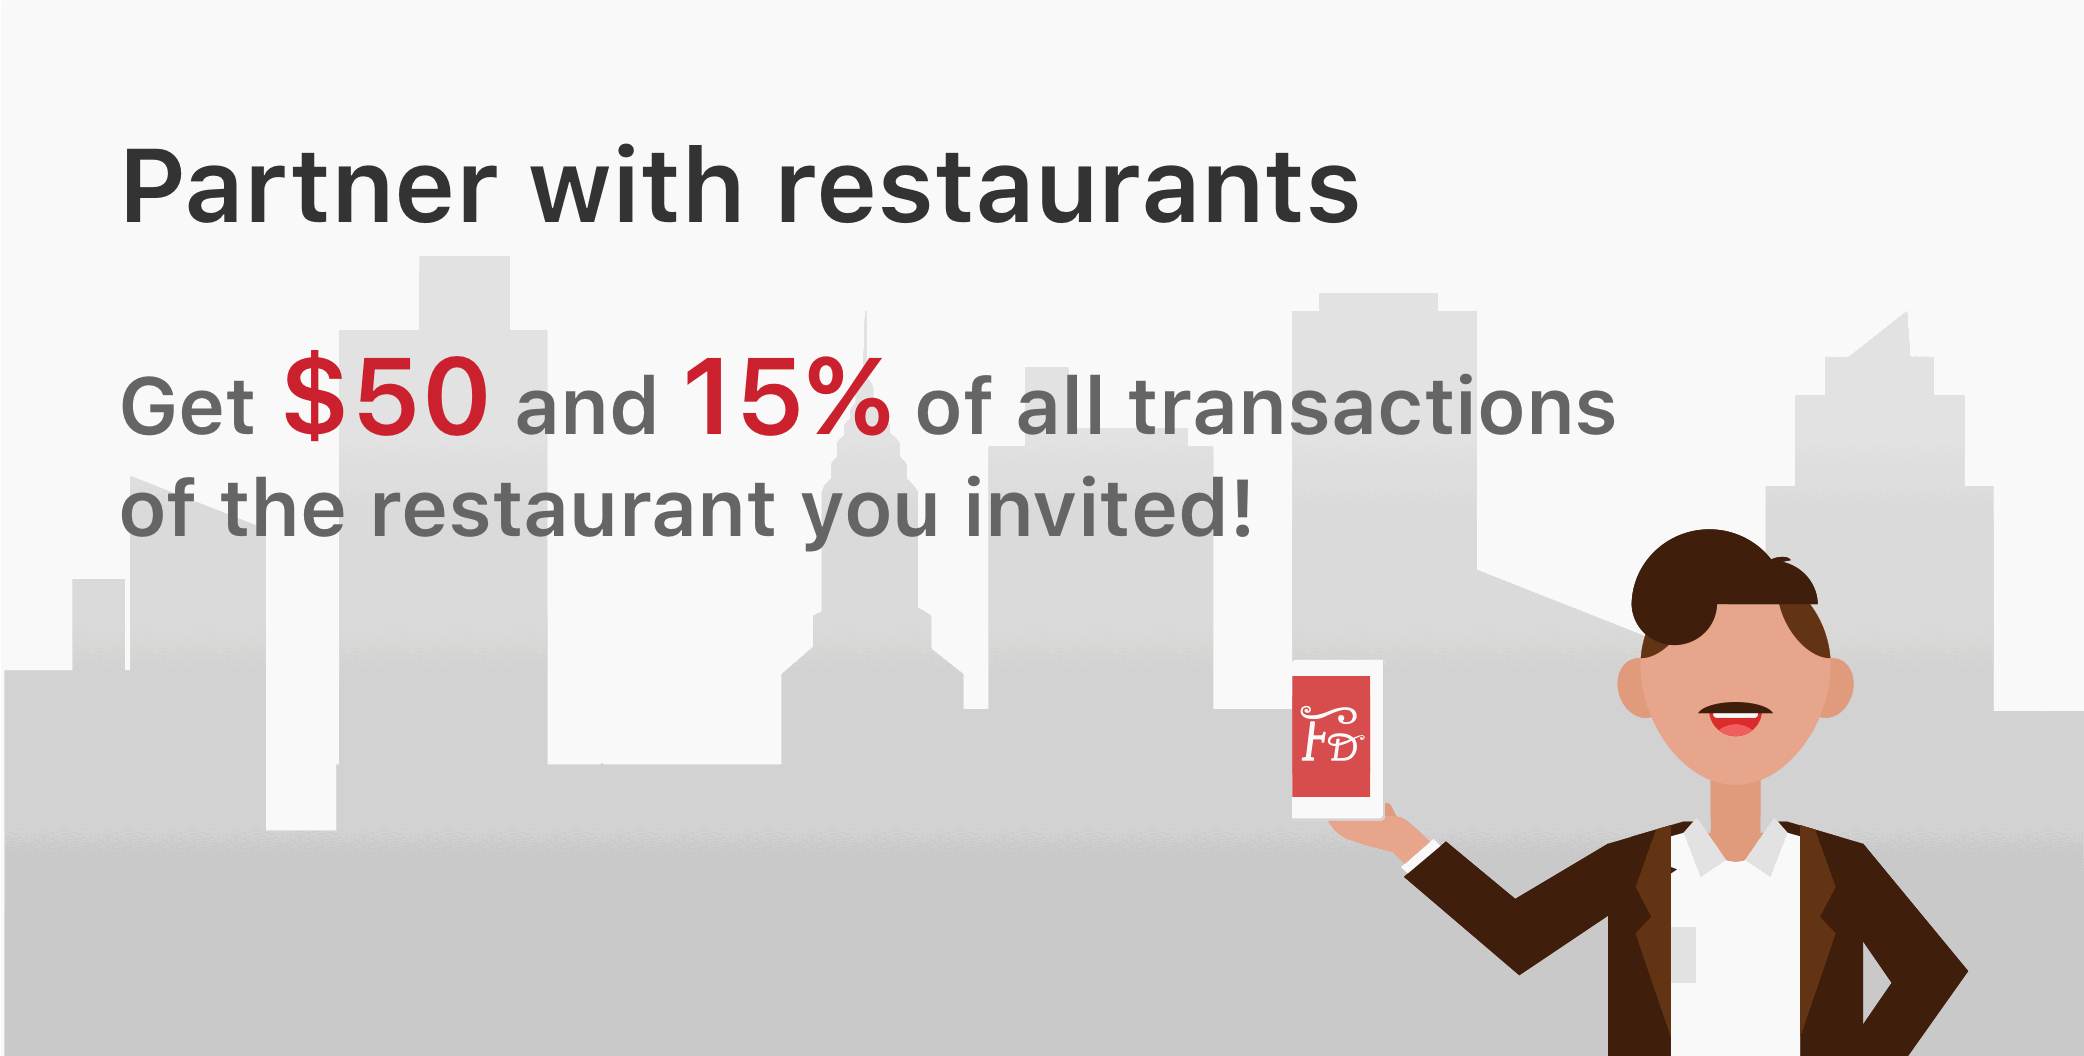 Partner with restaurants
Get $50 and 15% of all transactions
of the restaurant you invited!
FD